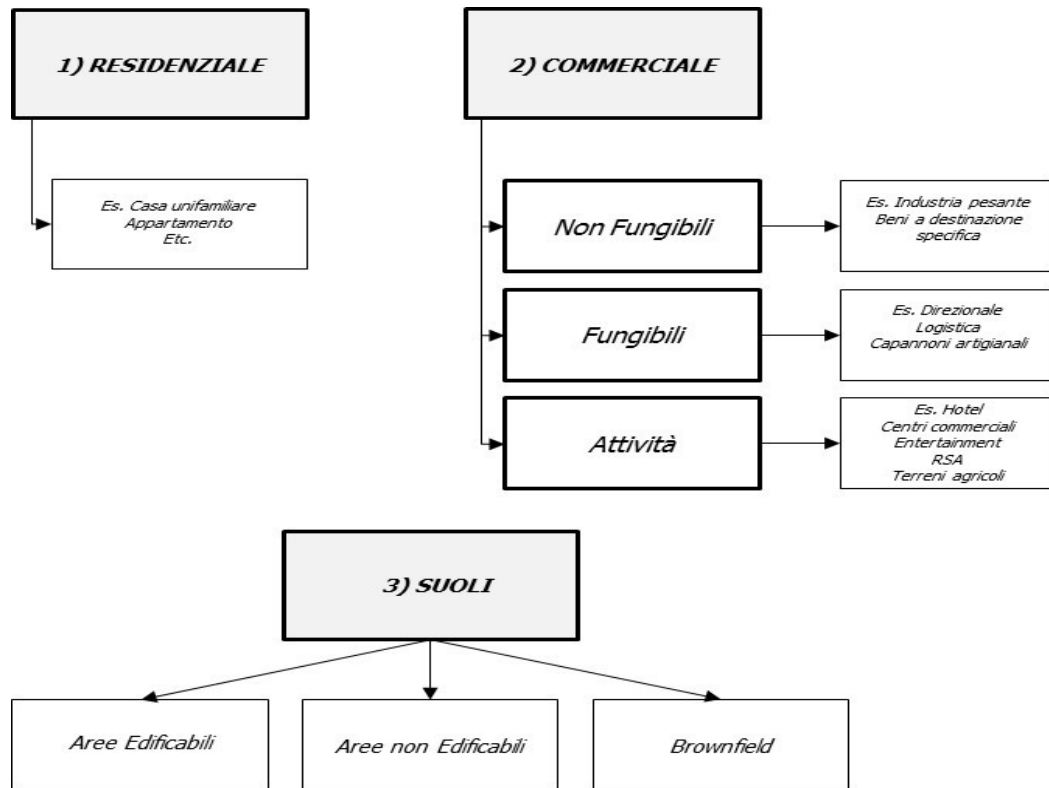 1) RESIDENZIALE
Es. Casa unifamiliare
Appartamento
Etc.
2) COMMERCIALE
Non Fungibili
Es. Industria pesante
Beni a destinazione
specifica
Fungibili
Es. Direzionale
Logistica
Capannoni artigianali
Attività
Es. Hotel
Centri commerciali
Entertainment
RSA
Terreni agricoli
3) SUOLI
Aree Edificabili
Aree non Edificabili
Brownfield